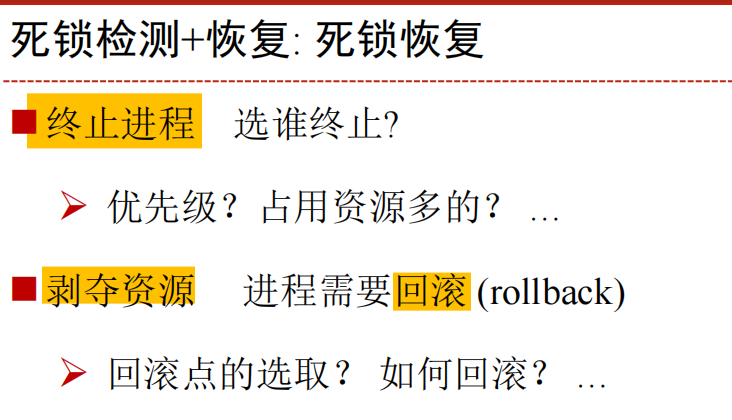 死锁检测+恢复: 死锁恢复
终止进程 选谁终止?
优先级？占用资源多的？ …
剥夺资源 进程需要回滚 (rollback)
回滚点的选取？ 如何回滚？ …